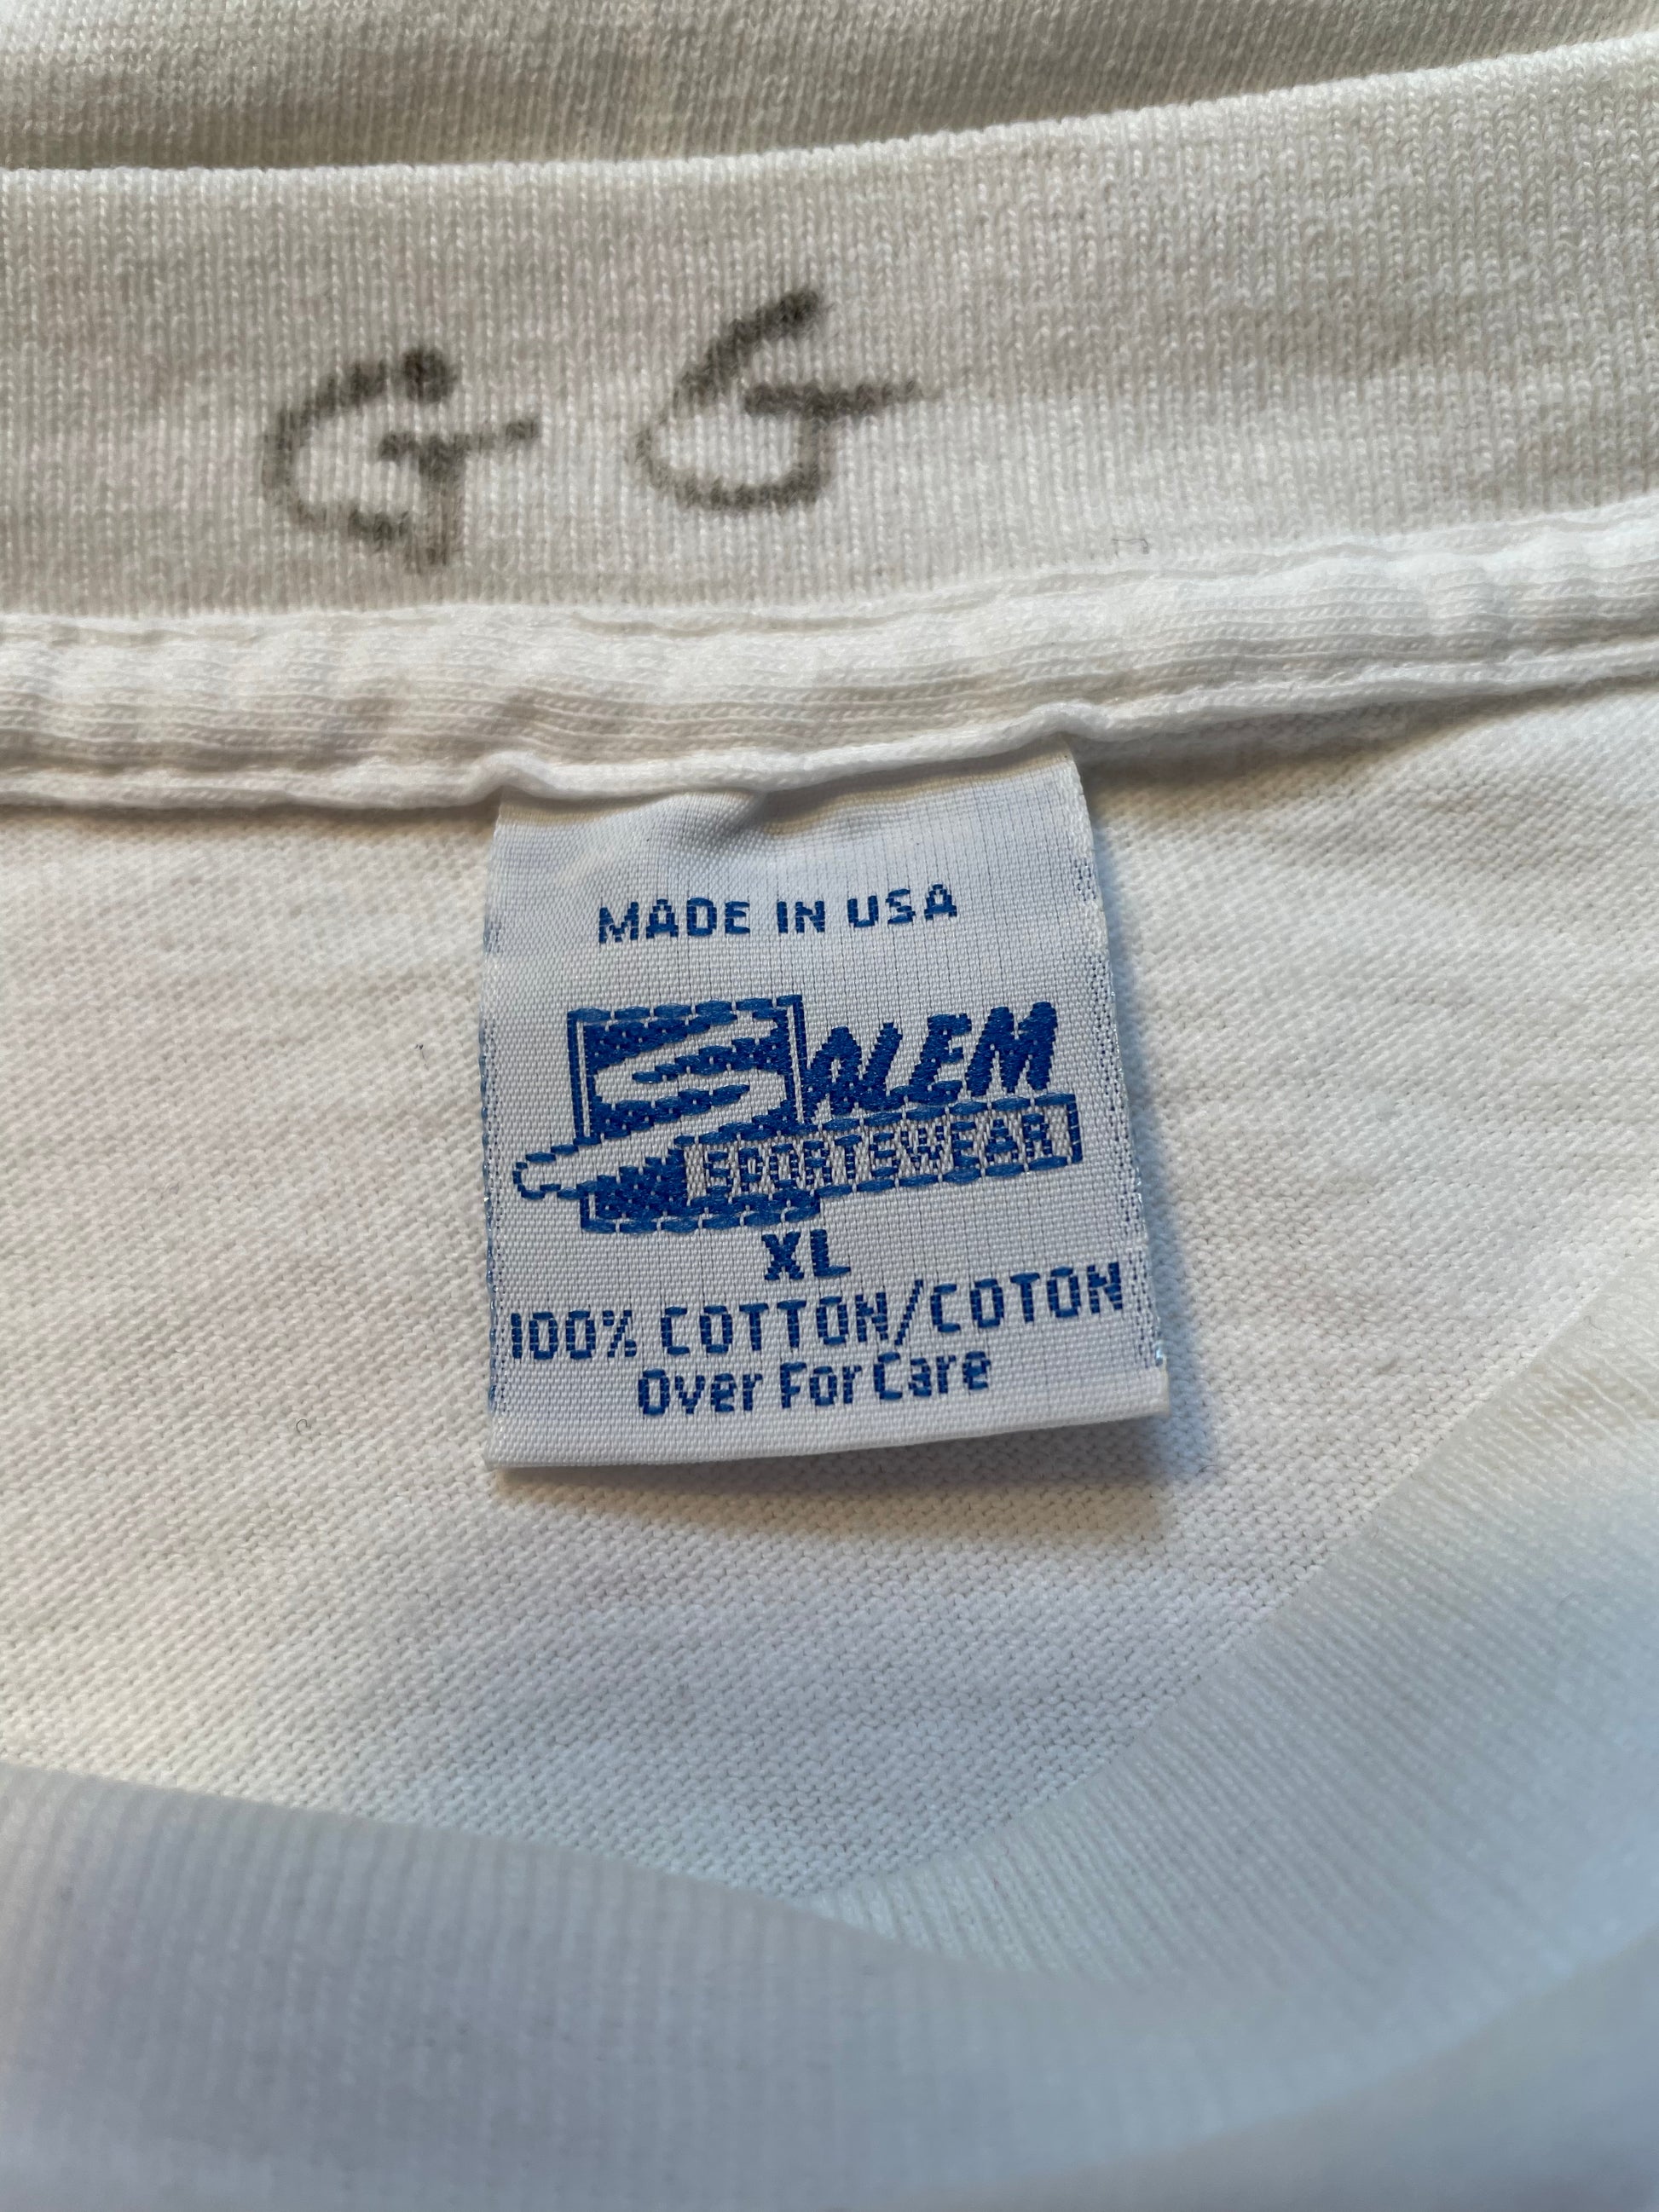 G G
MADE IN USA
SALEM
SPORTSWEAR
XL
100% COTTON/COTON
Over For Care